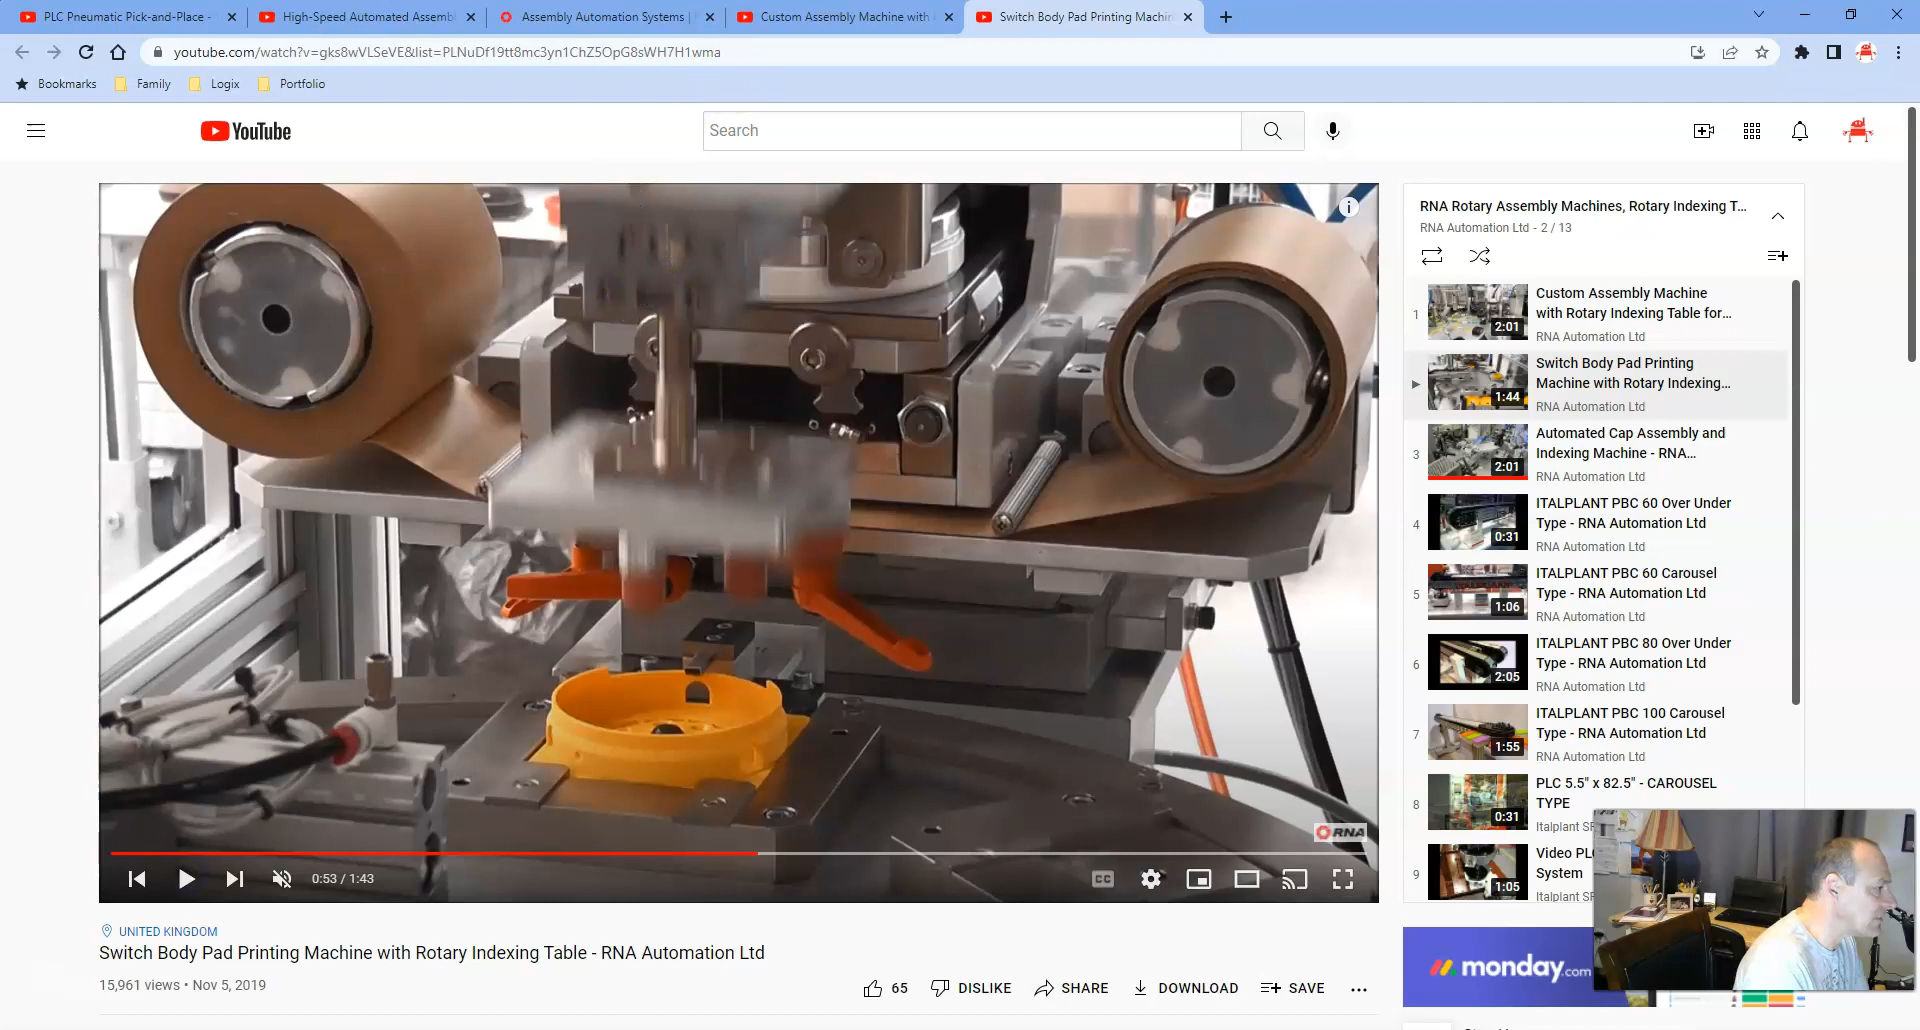 PLC Pneumatic Pick-and-Place -
High-Speed Automated Assembl
Assembly Automation Systems |
Custom Assembly Machine with
Switch Body Pad Printing Machin
youtube.com/watch?v=gks8wVLSeVE&list=PLNuDf19tt8mc3yn1ChZ5OpG8sWH7H1wma
Bookmarks
Family
Logix
Portfolio
YouTube
Search
RNA
0:53 / 1:43
CC
UNITED KINGDOM
Switch Body Pad Printing Machine with Rotary Indexing Table - RNA Automation Ltd
15,961 views • Nov 5, 2019
65
DISLIKE
SHARE
DOWNLOAD
SAVE
RNA Rotary Assembly Machines, Rotary Indexing T...
RNA Automation Ltd - 2 / 13
1
2:01
Custom Assembly Machine
with Rotary Indexing Table for...
RNA Automation Ltd
1:44
Switch Body Pad Printing
Machine with Rotary Indexing...
RNA Automation Ltd
3
2:01
Automated Cap Assembly and
Indexing Machine - RNA...
RNA Automation Ltd
4
0:31
ITALPLANT PBC 60 Over Under
Type - RNA Automation Ltd
RNA Automation Ltd
5
1:06
ITALPLANT PBC 60 Carousel
Type - RNA Automation Ltd
RNA Automation Ltd
6
2:05
ITALPLANT PBC 80 Over Under
Type - RNA Automation Ltd
RNA Automation Ltd
7
1:55
ITALPLANT PBC 100 Carousel
Type - RNA Automation Ltd
RNA Automation Ltd
8
0:31
PLC 5.5" x 82.5" - CAROUSEL
TYPE
Italplant SR
9
1:05
Video PL
System
Italplant SR
monday.com